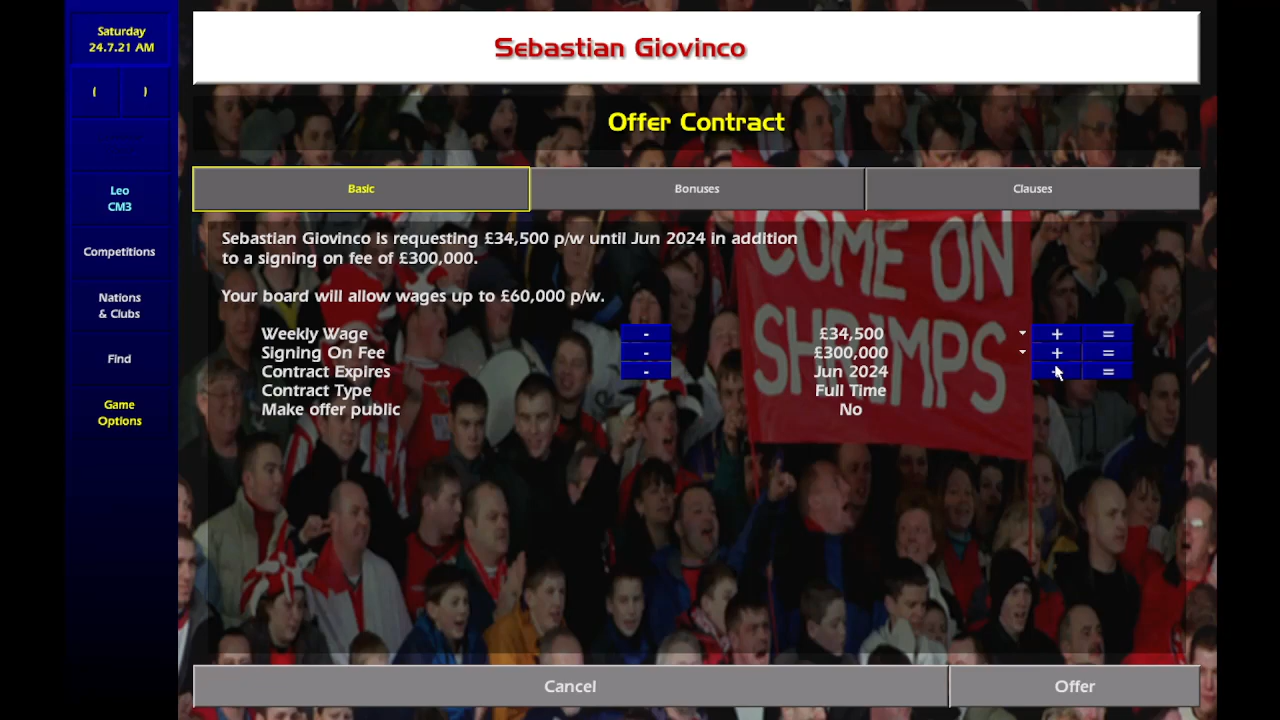 Saturday
24.7.21 AM
( )
Leo
CM3
Competitions
Nations
& Clubs
Find
Game
Options
Sebastian Giovinco
Offer Contract
Basic Bonuses Clauses
Sebastian Giovinco is requesting £34,500 p/w until Jun 2024 in addition
to a signing on fee of £300,000.
Your board will allow wages up to £60,000 p/w.
Weekly Wage - £34,500 + =
Signing On Fee - £300,000 + =
Contract Expires - Jun 2024 + =
Contract Type Full Time
Make offer public No
COME ON
SHRIMPS
Cancel Offer